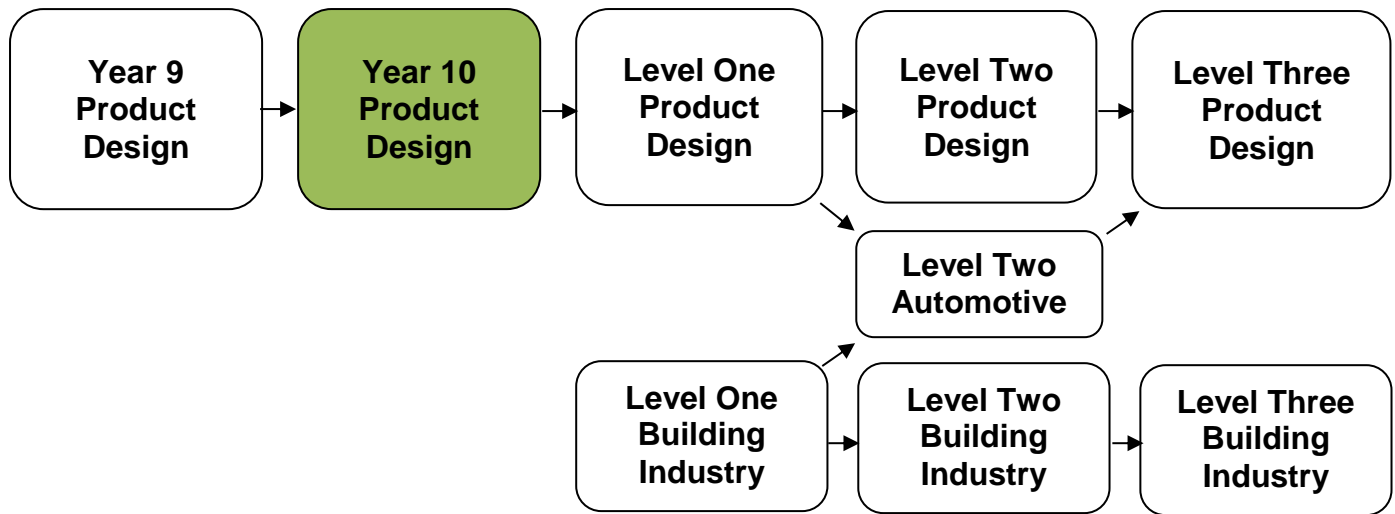 Year 9
Product
Design
Year 10
Product
Design
Level One
Product
Design
Level Two
Product
Design
Level Three
Product
Design
Level Two
Automotive
Level One
Building
Industry
Level Two
Building
Industry
Level Three
Building
Industry